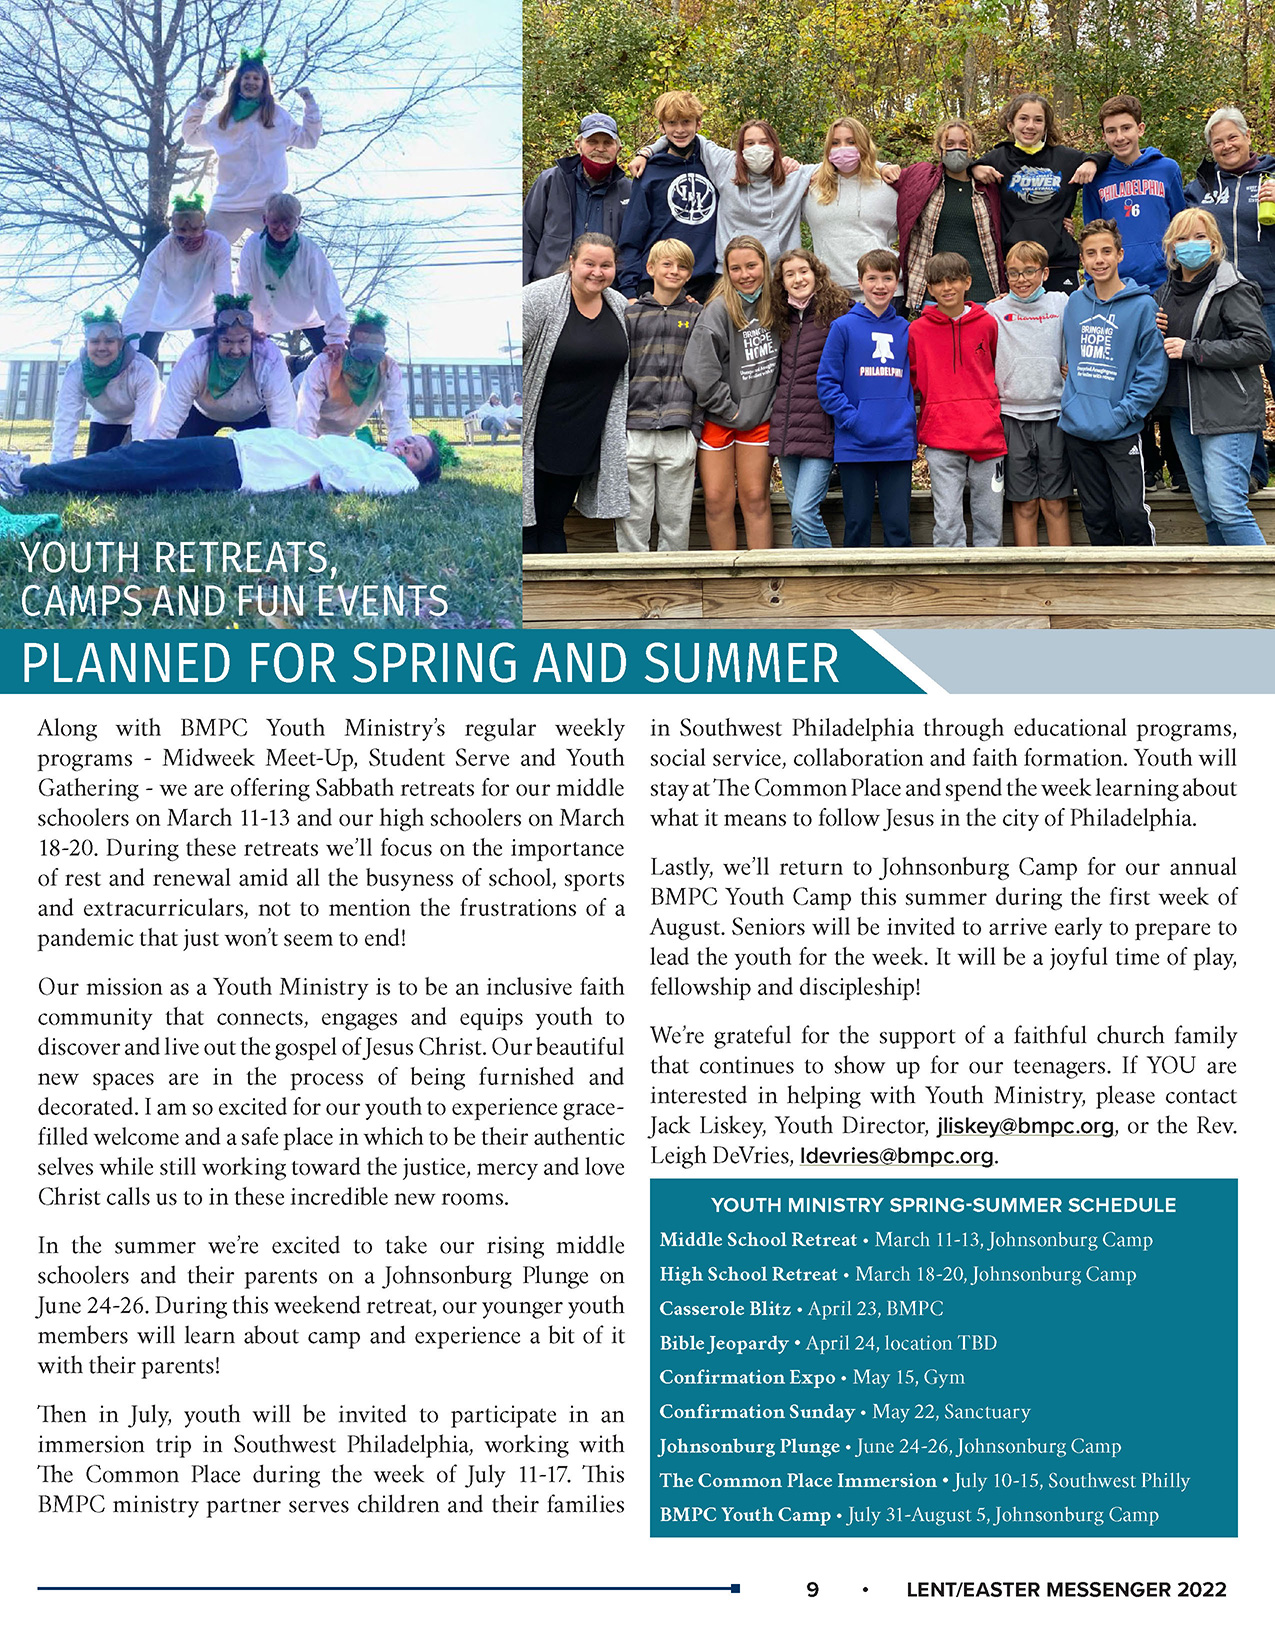 POWER
VOLLEYBALL
PHILADELPHIA
76
BRINGING
HOPE
HOME
PHILADELPHIA
Champion
BRINGING
HOPE
HOME
YOUTH RETREATS,
CAMPS AND FUN EVENTS
PLANNED FOR SPRING AND SUMMER
Along with BMPC Youth Ministry’s regular weekly
programs - Midweek Meet-Up, Student Serve and Youth
Gathering - we are offering Sabbath retreats for our middle
schoolers on March 11-13 and our high schoolers on March
18-20. During these retreats we’ll focus on the importance
of rest and renewal amid all the busyness of school, sports
and extracurriculars, not to mention the frustrations of a
pandemic that just won’t seem to end!
Our mission as a Youth Ministry is to be an inclusive faith
community that connects, engages and equips youth to
discover and live out the gospel of Jesus Christ. Our beautiful
new spaces are in the process of being furnished and
decorated. I am so excited for our youth to experience grace-
filled welcome and a safe place in which to be their authentic
selves while still working toward the justice, mercy and love
Christ calls us to in these incredible new rooms.
In the summer we’re excited to take our rising middle
schoolers and their parents on a Johnsonburg Plunge on
June 24-26. During this weekend retreat, our younger youth
members will learn about camp and experience a bit of it
with their parents!
Then in July, youth will be invited to participate in an
immersion trip in Southwest Philadelphia, working with
The Common Place during the week of July 11-17. This
BMPC ministry partner serves children and their families
in Southwest Philadelphia through educational programs,
social service, collaboration and faith formation. Youth will
stay at The Common Place and spend the week learning about
what it means to follow Jesus in the city of Philadelphia.
Lastly, we’ll return to Johnsonburg Camp for our annual
BMPC Youth Camp this summer during the first week of
August. Seniors will be invited to arrive early to prepare to
lead the youth for the week. It will be a joyful time of play,
fellowship and discipleship!
We’re grateful for the support of a faithful church family
that continues to show up for our teenagers. If YOU are
interested in helping with Youth Ministry, please contact
Jack Liskey, Youth Director, jliskey@bmpc.org, or the Rev.
Leigh DeVries, ldevries@bmpc.org.
YOUTH MINISTRY SPRING-SUMMER SCHEDULE
Middle School Retreat • March 11-13, Johnsonburg Camp
High School Retreat • March 18-20, Johnsonburg Camp
Casserole Blitz • April 23, BMPC
Bible Jeopardy • April 24, location TBD
Confirmation Expo • May 15, Gym
Confirmation Sunday • May 22, Sanctuary
Johnsonburg Plunge • June 24-26, Johnsonburg Camp
The Common Place Immersion • July 10-15, Southwest Philly
BMPC Youth Camp • July 31-August 5, Johnsonburg Camp
9 • LENT/EASTER MESSENGER 2022